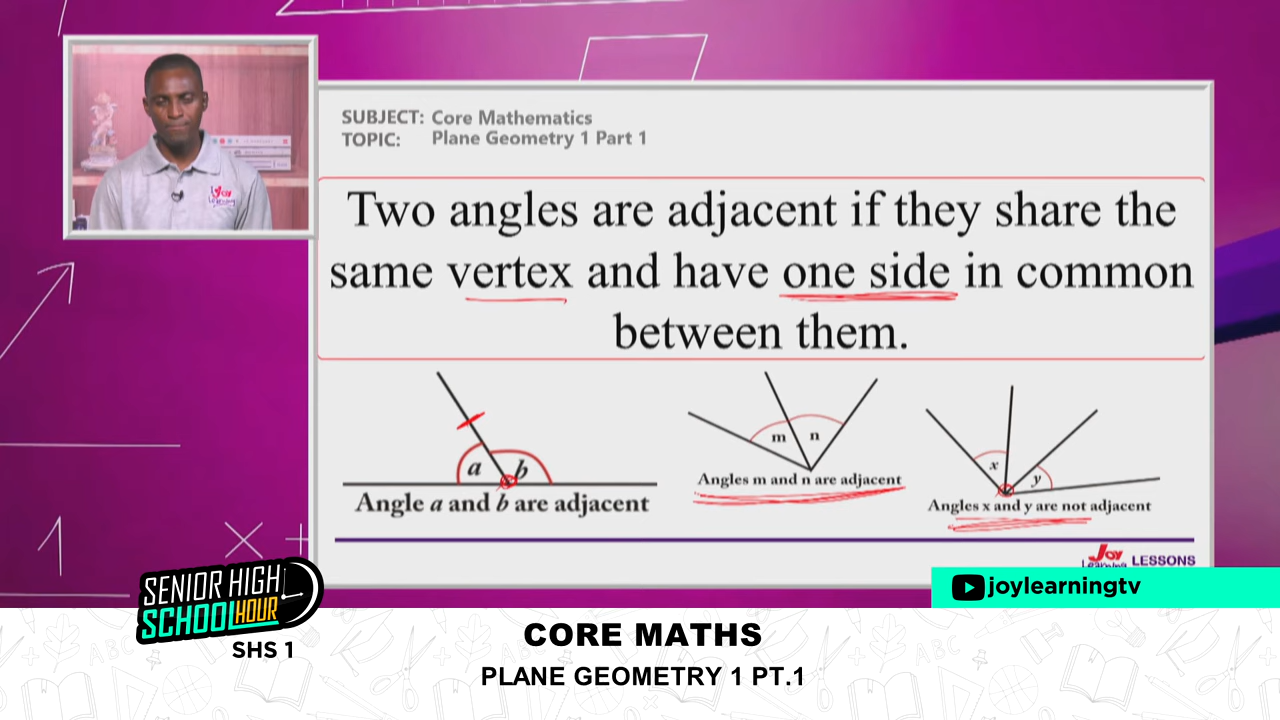 SUBJECT: Core Mathematics
TOPIC: Plane Geometry 1 Part 1
Two angles are adjacent if they share the
same vertex and have one side in common
between them.
a b
Angle a and b are adjacent
m n
Angles m and n are adjacent
x y
Angles x and y are not adjacent
Joy
Learning LESSONS
joylearningtv
SENIOR HIGH
SCHOOL HOUR
SHS 1
CORE MATHS
PLANE GEOMETRY 1 PT.1